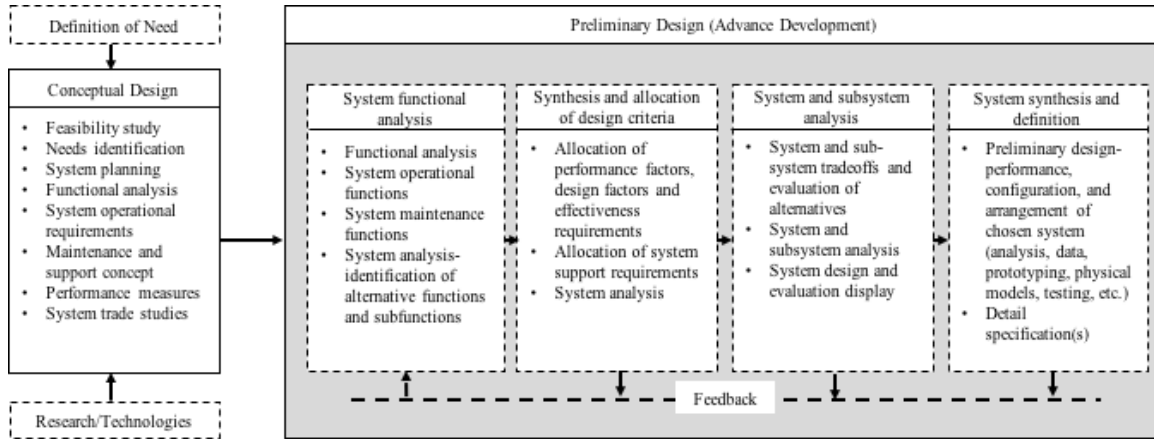 Definition of Need
Conceptual Design
• Feasibility study
• Needs identification
• System planning
• Functional analysis
• System operational
requirements
• Maintenance and
support concept
• Performance measures
• System trade studies
Research/Technologies
Preliminary Design (Advance Development)
System functional
analysis
• Functional analysis
• System operational
functions
• System maintenance
functions
• System analysis-
identification of
alternative functions
and subfunctions
Synthesis and allocation
of design criteria
• Allocation of
performance factors,
design factors and
effectiveness
requirements
• Allocation of system
support requirements
• System analysis
System and subsystem
analysis
• System and sub-
system tradeoffs and
evaluation of
alternatives
• System and
subsystem analysis
• System design and
evaluation display
System synthesis and
definition
• Preliminary design-
performance,
configuration, and
arrangement of
chosen system
(analysis, data,
prototyping, physical
models, testing, etc.)
• Detail
specification(s)
Feedback